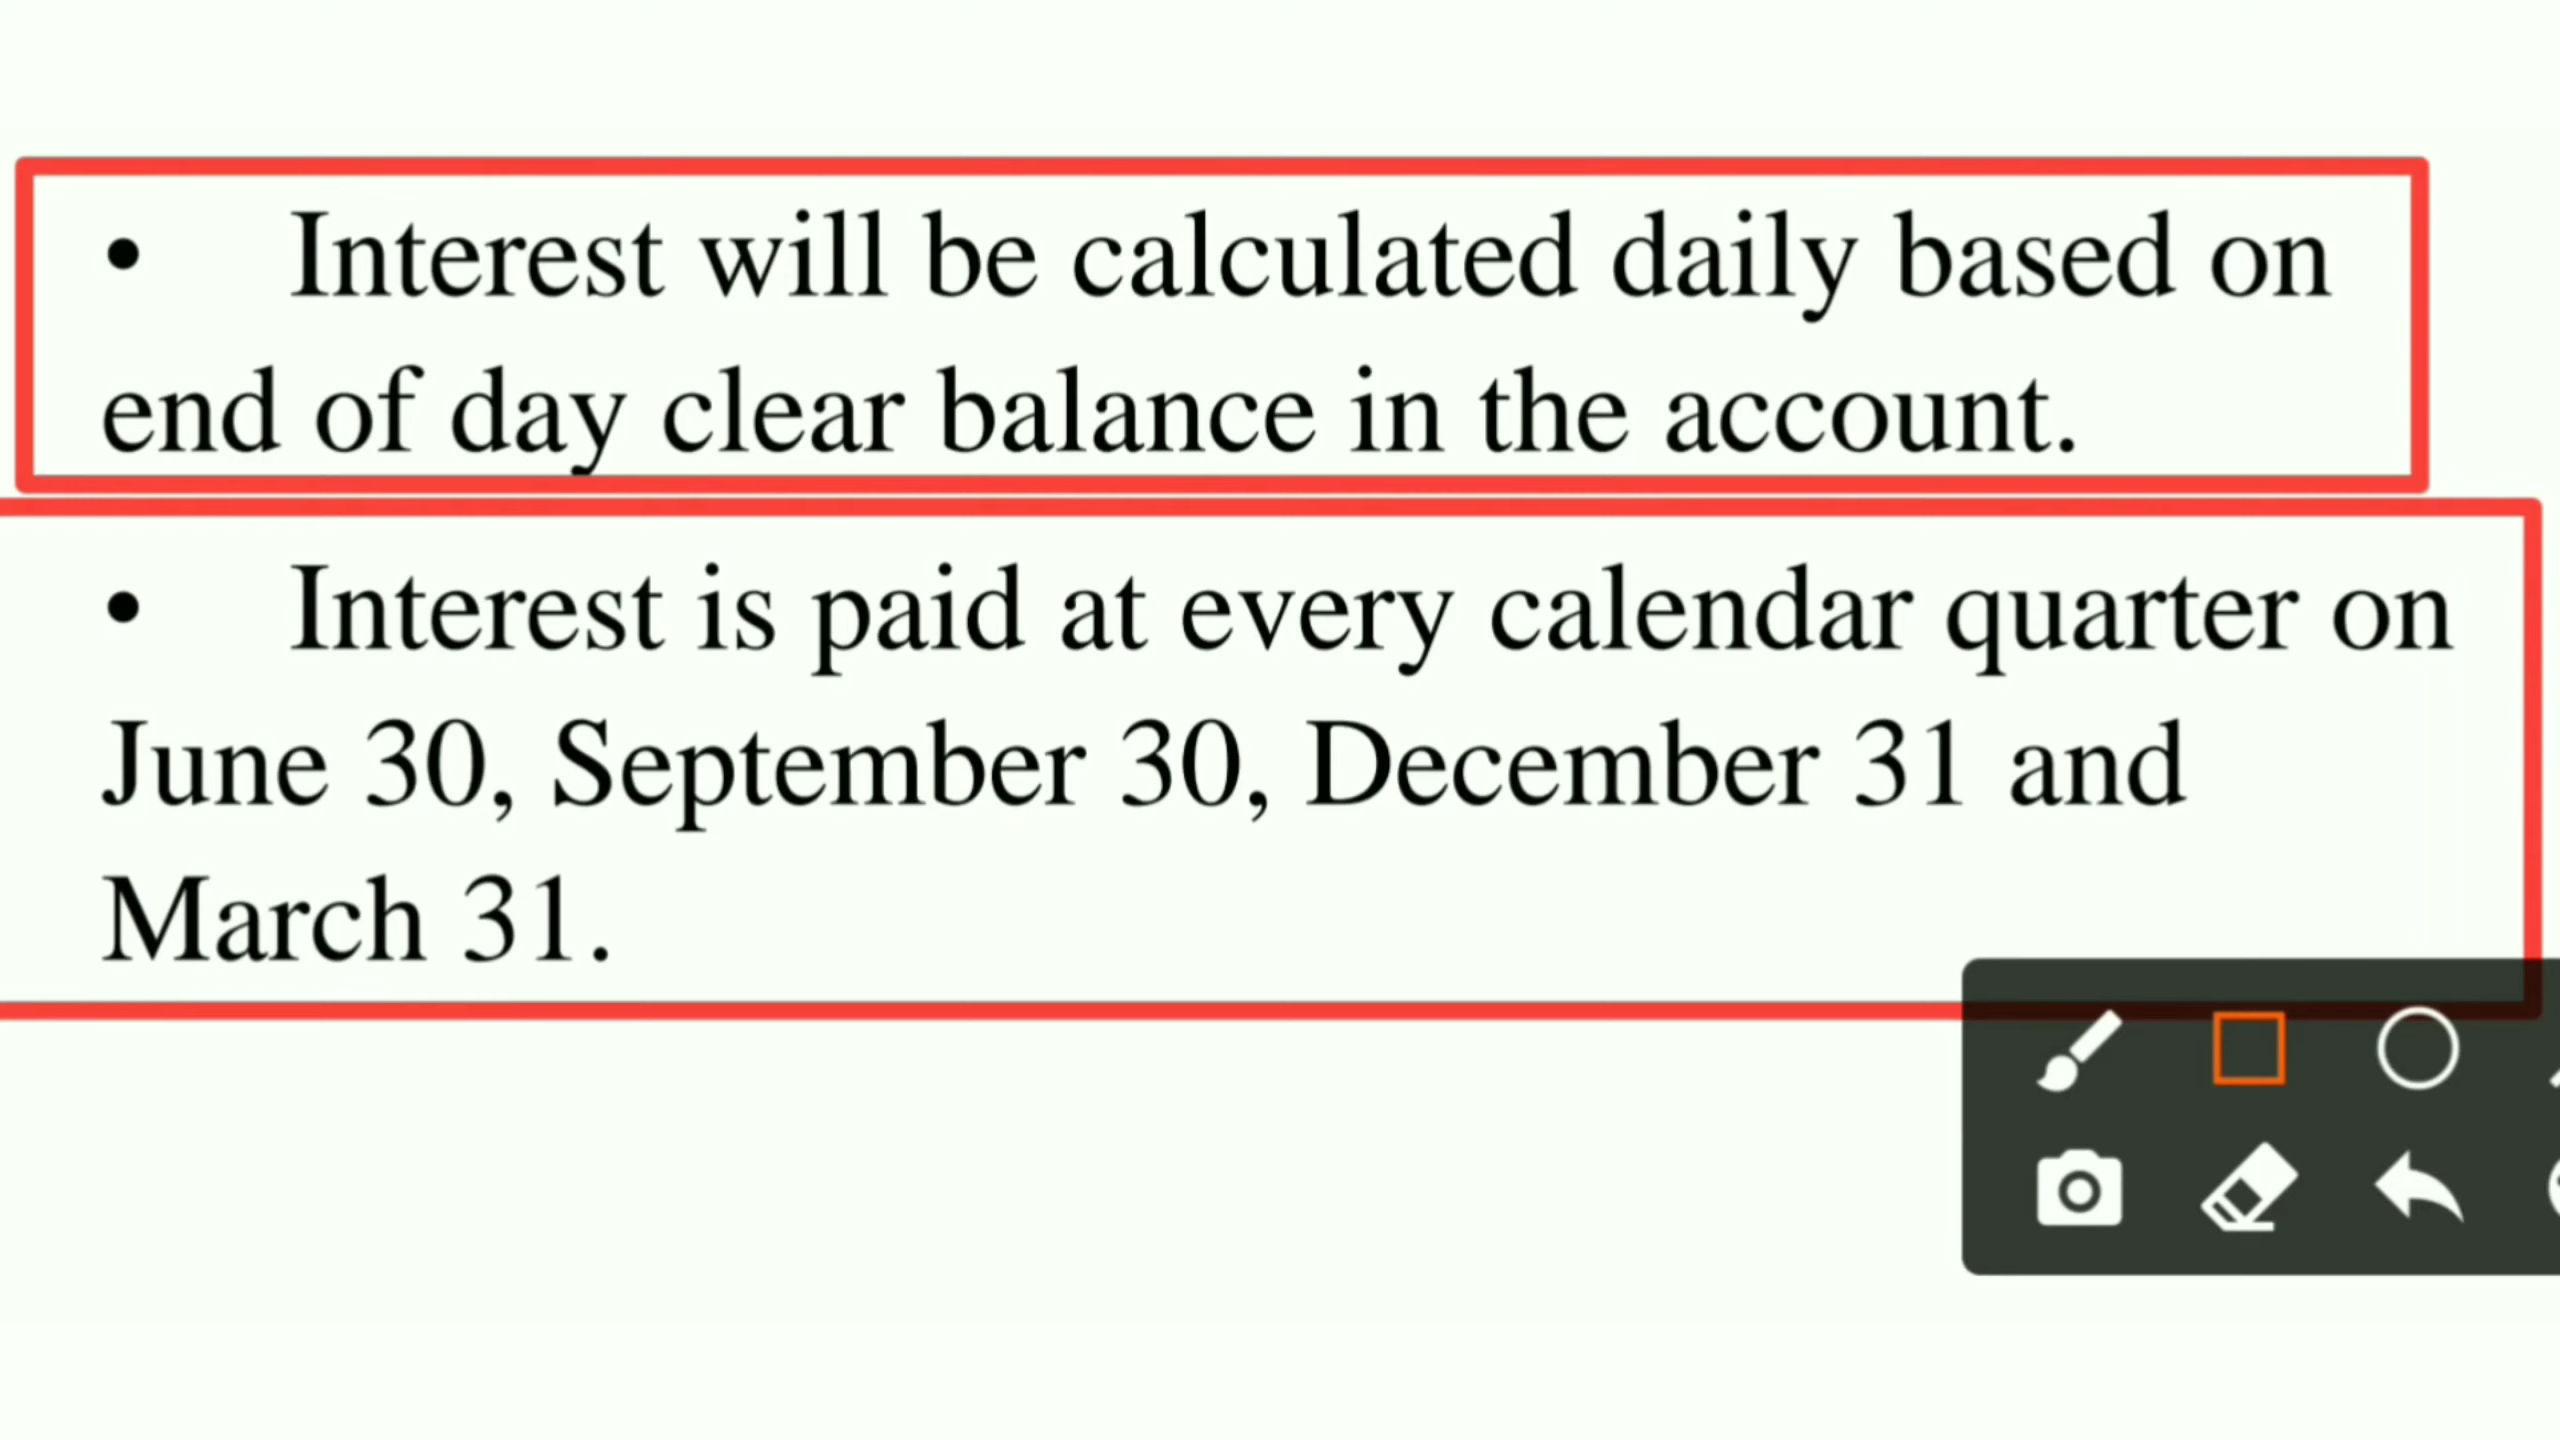 • Interest will be calculated daily based on
end of day clear balance in the account.
• Interest is paid at every calendar quarter on
June 30, September 30, December 31 and
March 31.